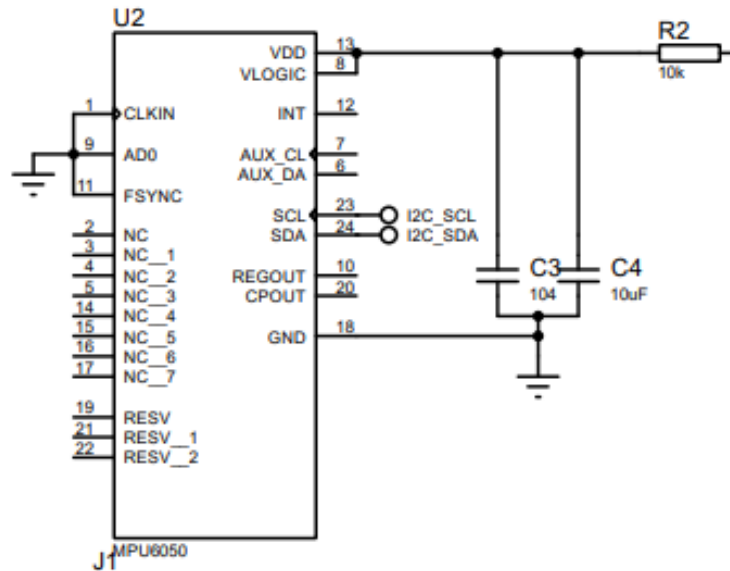 U2
VDD 13
VLOGIC 8
1 CLKIN
INT 12
9 AD0
AUX_CL 7
AUX_DA 6
11 FSYNC
SCL 23 I2C_SCL
SDA 24 I2C_SDA
2 NC
3 NC__1
4 NC__2
5 NC__3
14 NC__4
15 NC__5
16 NC__6
17 NC__7
REGOUT 10
CPOUT 20
GND 18
19 RESV
21 RESV__1
22 RESV__2
J1
MPU6050
R2
10k
C3
104
C4
10uF